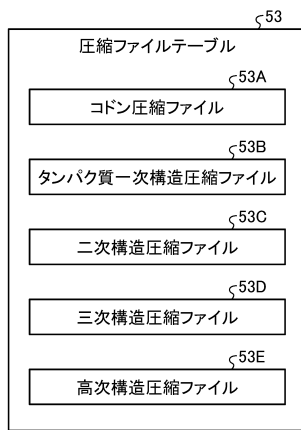 53
圧縮ファイルテーブル
53A
コドン圧縮ファイル
53B
タンパク質一次構造圧縮ファイル
53C
二次構造圧縮ファイル
53D
三次構造圧縮ファイル
53E
高次構造圧縮ファイル